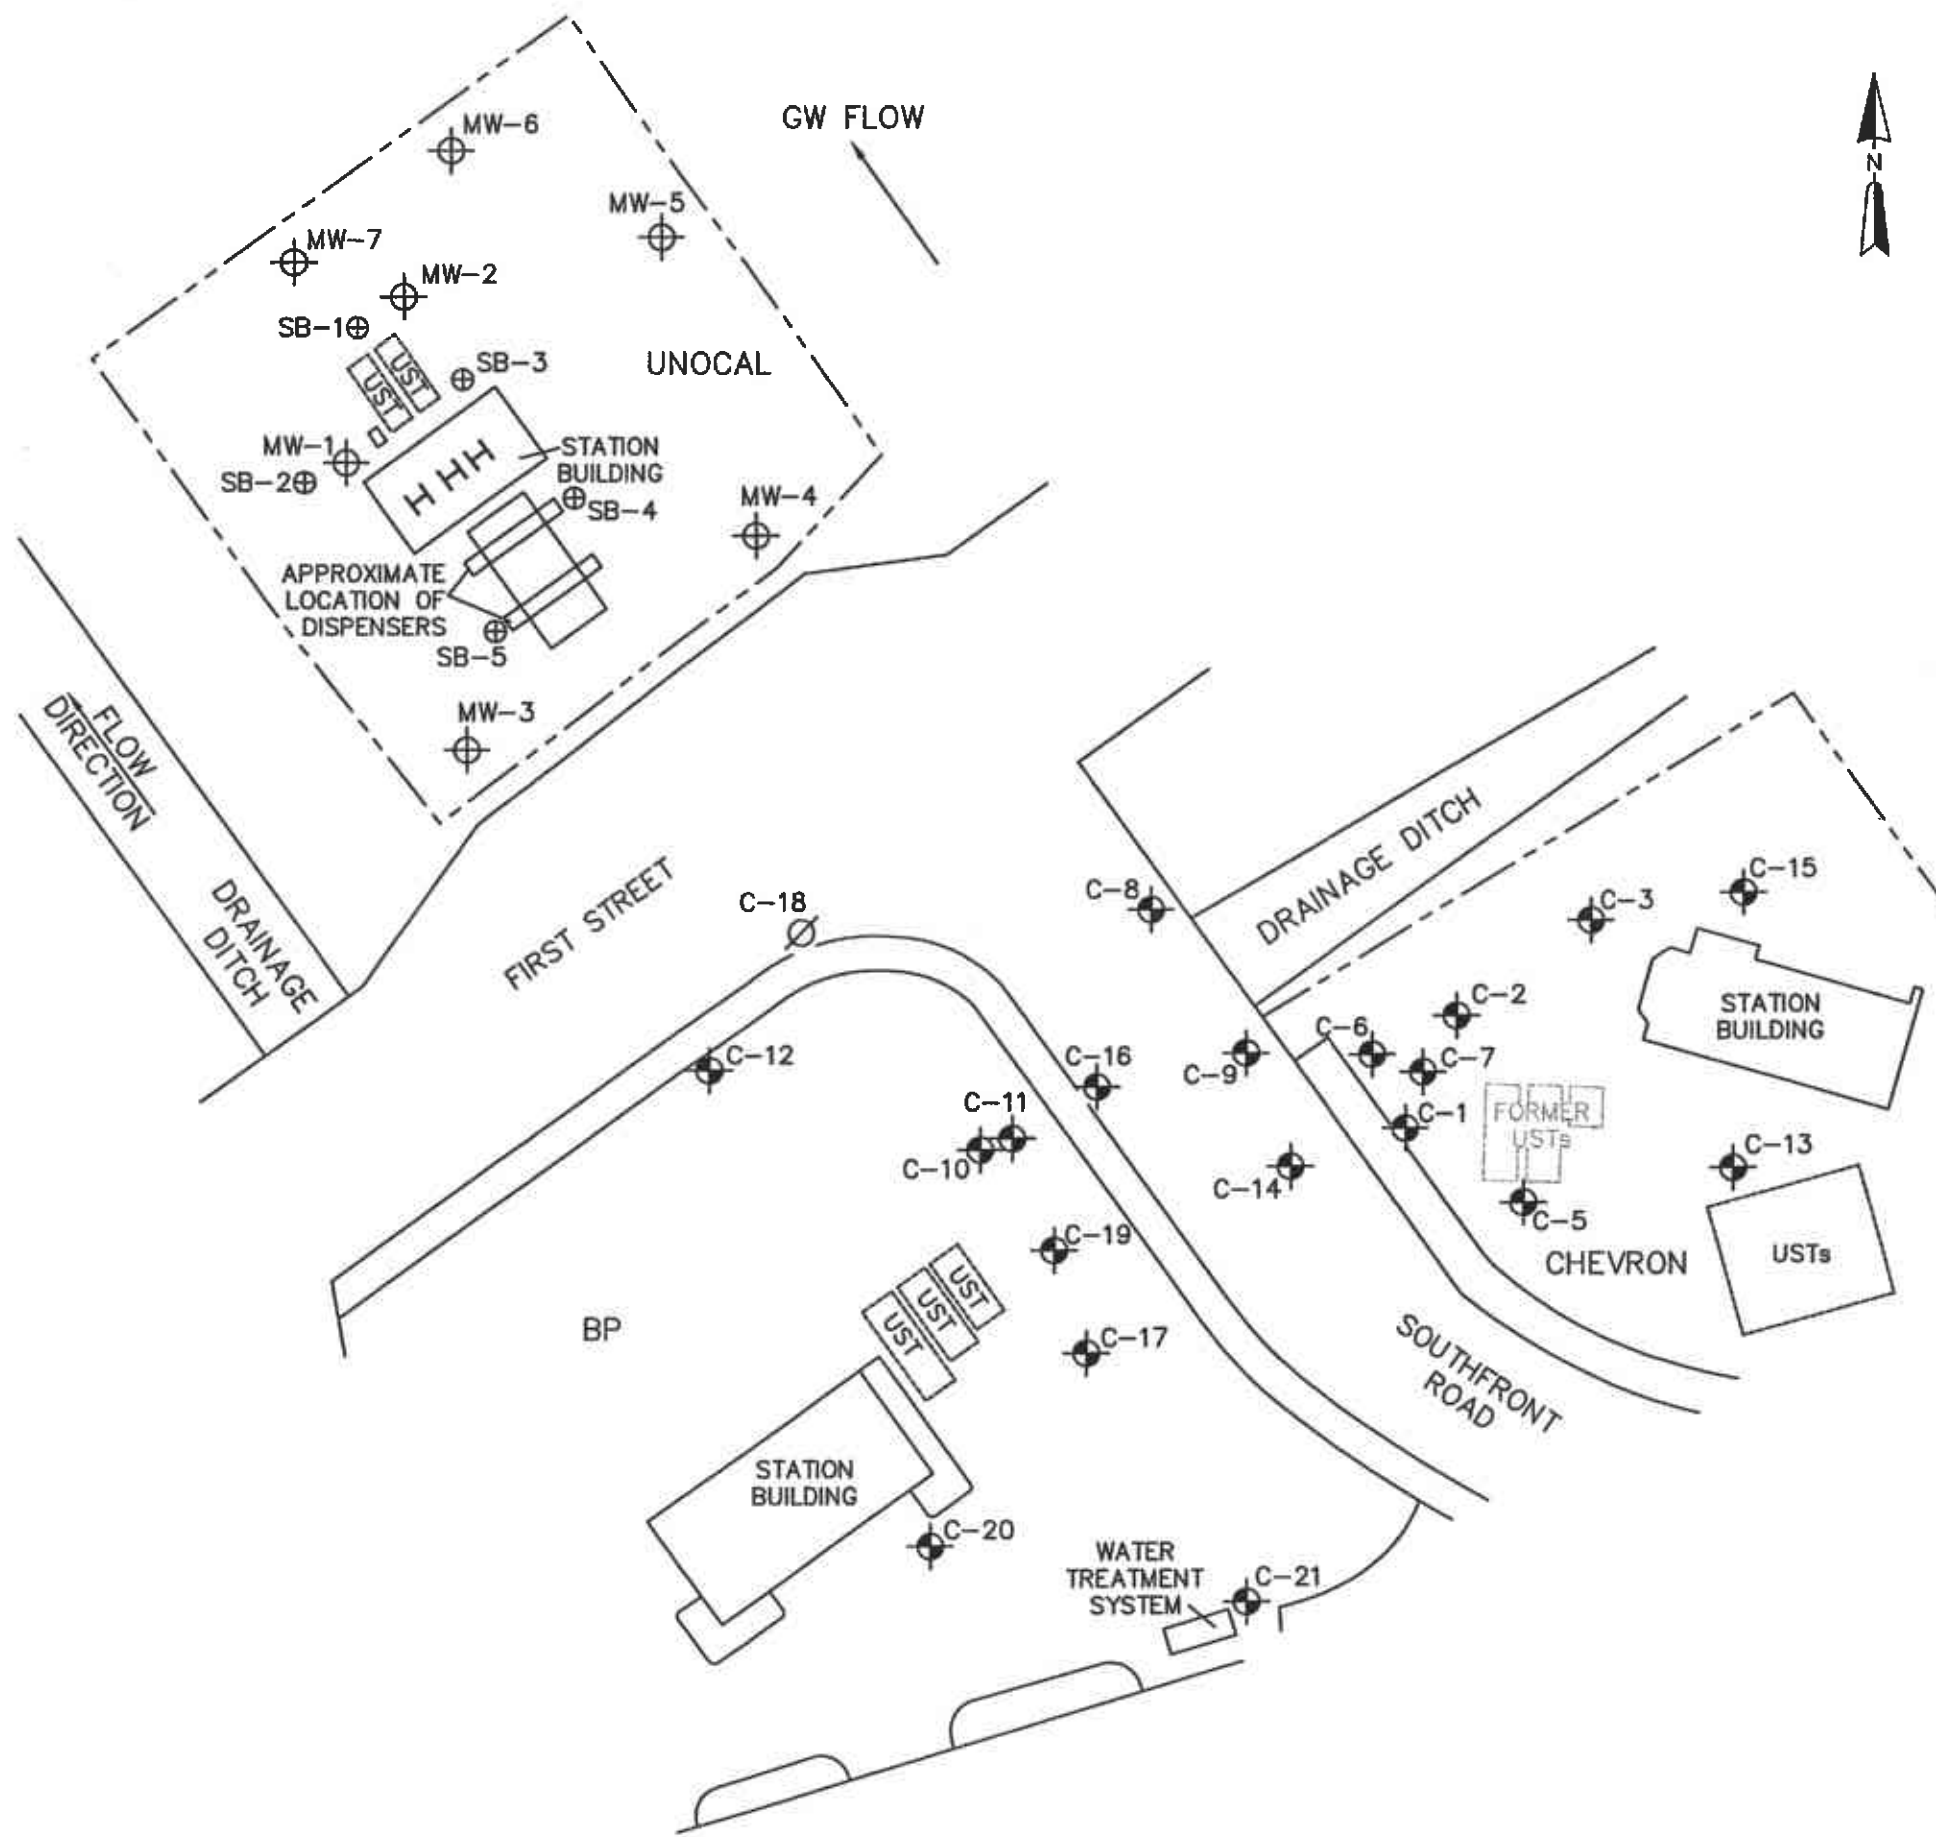 GW FLOW
N
MW-6
MW-5
MW-7
MW-2
SB-1
UST
UST
SB-3
UNOCAL
MW-1
SB-2
STATION
BUILDING
SB-4
MW-4
APPROXIMATE
LOCATION OF
DISPENSERS
SB-5
MW-3
FLOW
DIRECTION
DRAINAGE
DITCH
FIRST STREET
C-18
C-8
DRAINAGE DITCH
C-3
C-15
C-2
STATION
BUILDING
C-6
C-7
C-9
C-12
C-16
C-11
C-10
C-1
FORMER
USTs
C-14
C-13
C-5
CHEVRON
USTs
C-19
UST
UST
UST
BP
C-17
SOUTHFRONT
ROAD
STATION
BUILDING
C-20
WATER
TREATMENT
SYSTEM
C-21